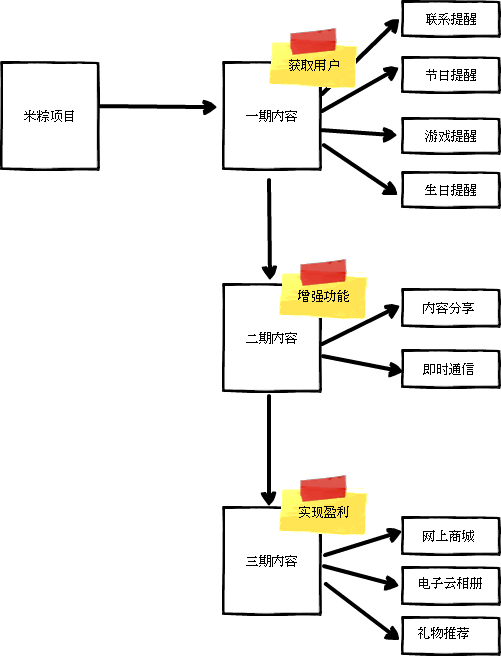 联系提醒
获取用户
节日提醒
米粽项目
一期内容
游戏提醒
生日提醒
增强功能
内容分享
二期内容
即时通信
实现盈利
网上商城
三期内容
电子云相册
礼物推荐